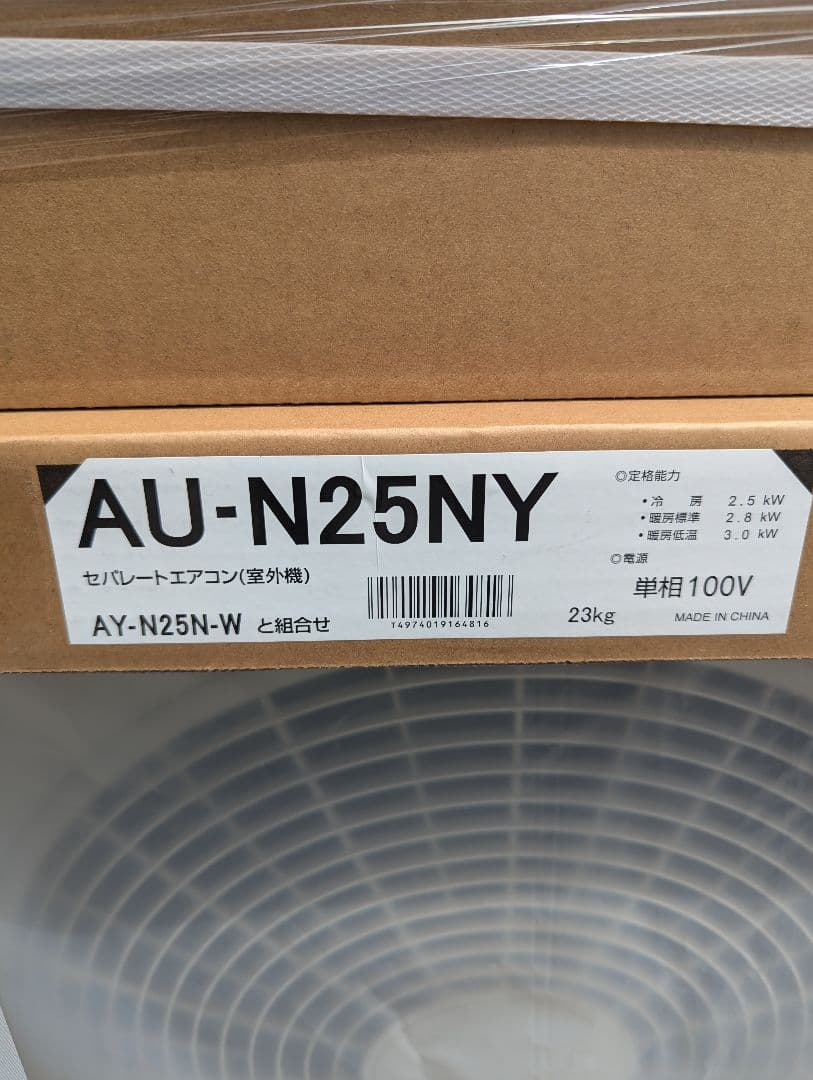 AU-N25NY
セパレートエアコン(室外機)
AY-N25N-W と組合せ
T4974019164816
23kg
◎定格能力
・冷 房 2.5 kW
・暖房標準 2.8 kW
・暖房低温 3.0 kW
◎電源
単相100V
MADE IN CHINA